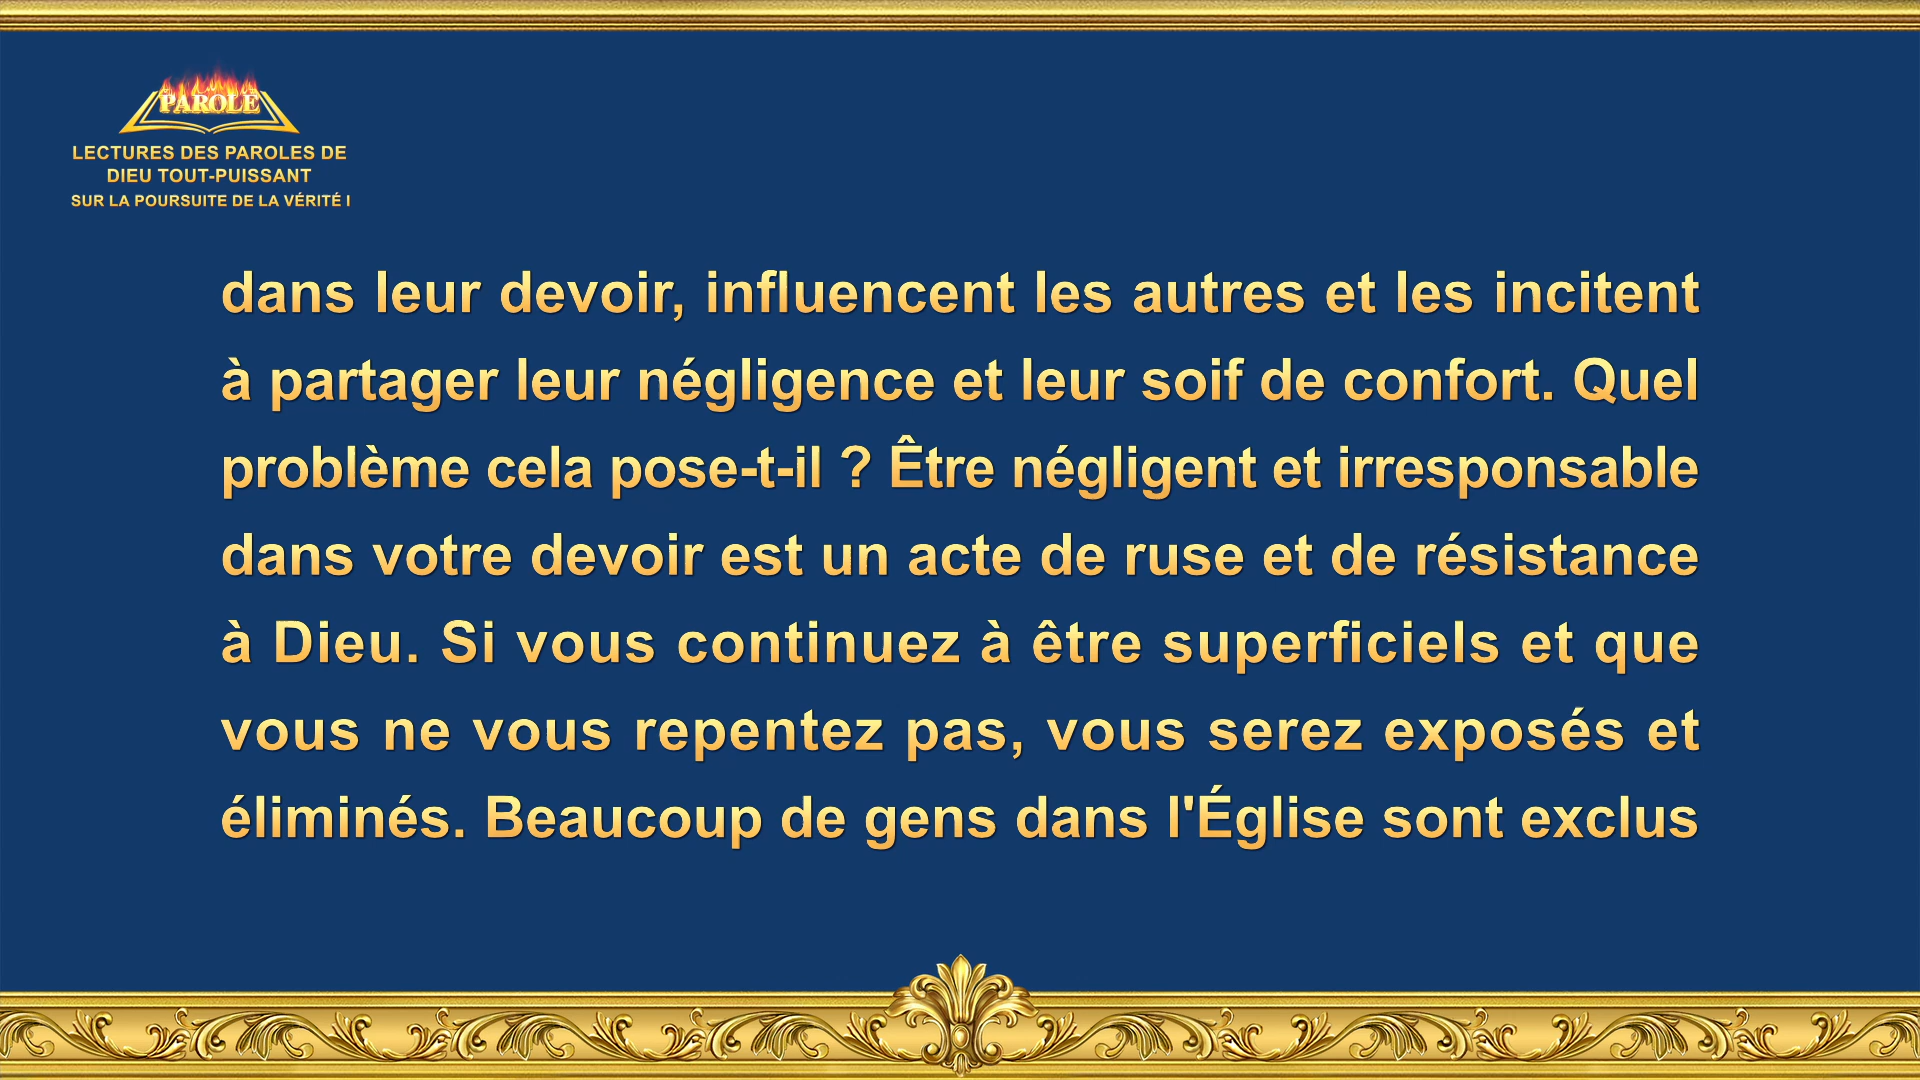 PAROLE
LECTURES DES PAROLES DE
DIEU TOUT-PUISSANT
SUR LA POURSUITE DE LA VÉRITÉ I
dans leur devoir, influencent les autres et les incitent
à partager leur négligence et leur soif de confort. Quel
problème cela pose-t-il ? Être négligent et irresponsable
dans votre devoir est un acte de ruse et de résistance
à Dieu. Si vous continuez à être superficiels et que
vous ne vous repentez pas, vous serez exposés et
éliminés. Beaucoup de gens dans l'Église sont exclus